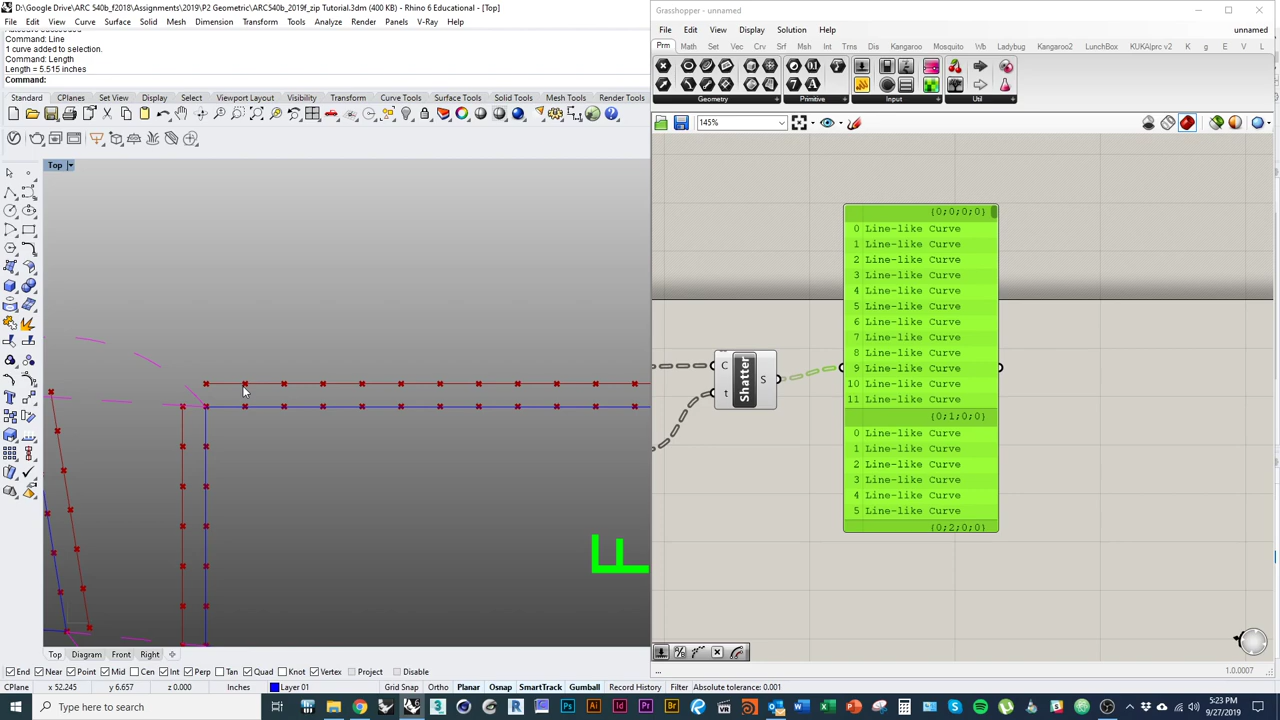 D:\Google Drive\ARC S40b_f2018\Assignments\2019\P2 Geometric\ARCS40b_2019f_zip Tutorial.3dm (400 KB) - Rhino 6 Educational - [Top]
File Edit View Curve Surface Solid Mesh Dimension Transform Tools Analyze Render Panels V-Ray Help
Command: Line
1 curve added to selection.
Command: Length
Length = 5.515 inches
Command:
Standard CPlanes Set View Display Select Viewport Layout Visibility Transform Curve Tools Surface Tools Solid Tools Mesh Tools Render Tools
Top
F
Top Diagram Front Right
End Near Point Mid Cen Int Perp Tan Quad Knot Vertex Project Disable
CPlane x 52.245 y 6.657 z 0.000 Inches Layer 01 Grid Snap Ortho Planar Osnap SmartTrack Gumball Record History Filter Absolute tolerance: 0.001
Grasshopper - unnamed
File Edit View Display Solution Help unnamed
Prm Math Set Vec Crv Srf Msh Int Trns Dis Kangaroo Mosquito Wb Ladybug Kangaroo2 LunchBox KUKA|prc v2 K g E V L
Geometry Primitive Input Util
145%
C
t
Shatter
S
{0;0;0;0}
0 Line-like Curve
1 Line-like Curve
2 Line-like Curve
3 Line-like Curve
4 Line-like Curve
5 Line-like Curve
6 Line-like Curve
7 Line-like Curve
8 Line-like Curve
9 Line-like Curve
10 Line-like Curve
11 Line-like Curve
{0;1;0;0}
0 Line-like Curve
1 Line-like Curve
2 Line-like Curve
3 Line-like Curve
4 Line-like Curve
5 Line-like Curve
{0;2;0;0}
...
1.0.0007
Type here to search
5:23 PM
9/27/2019